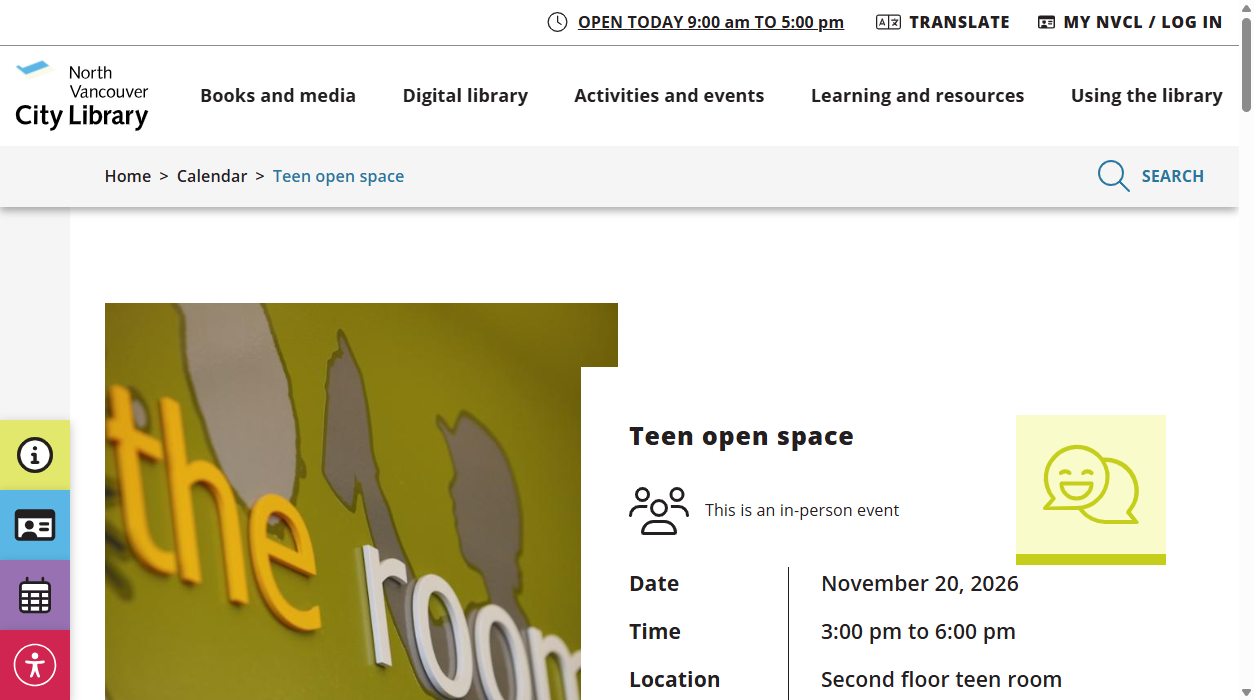 OPEN TODAY 9:00 am TO 5:00 pm
TRANSLATE
MY NVCL / LOG IN
North
Vancouver
City Library
Books and media
Digital library
Activities and events
Learning and resources
Using the library
Home > Calendar > Teen open space
SEARCH
the room
Teen open space
This is an in-person event
Date November 20, 2026
Time 3:00 pm to 6:00 pm
Location Second floor teen room